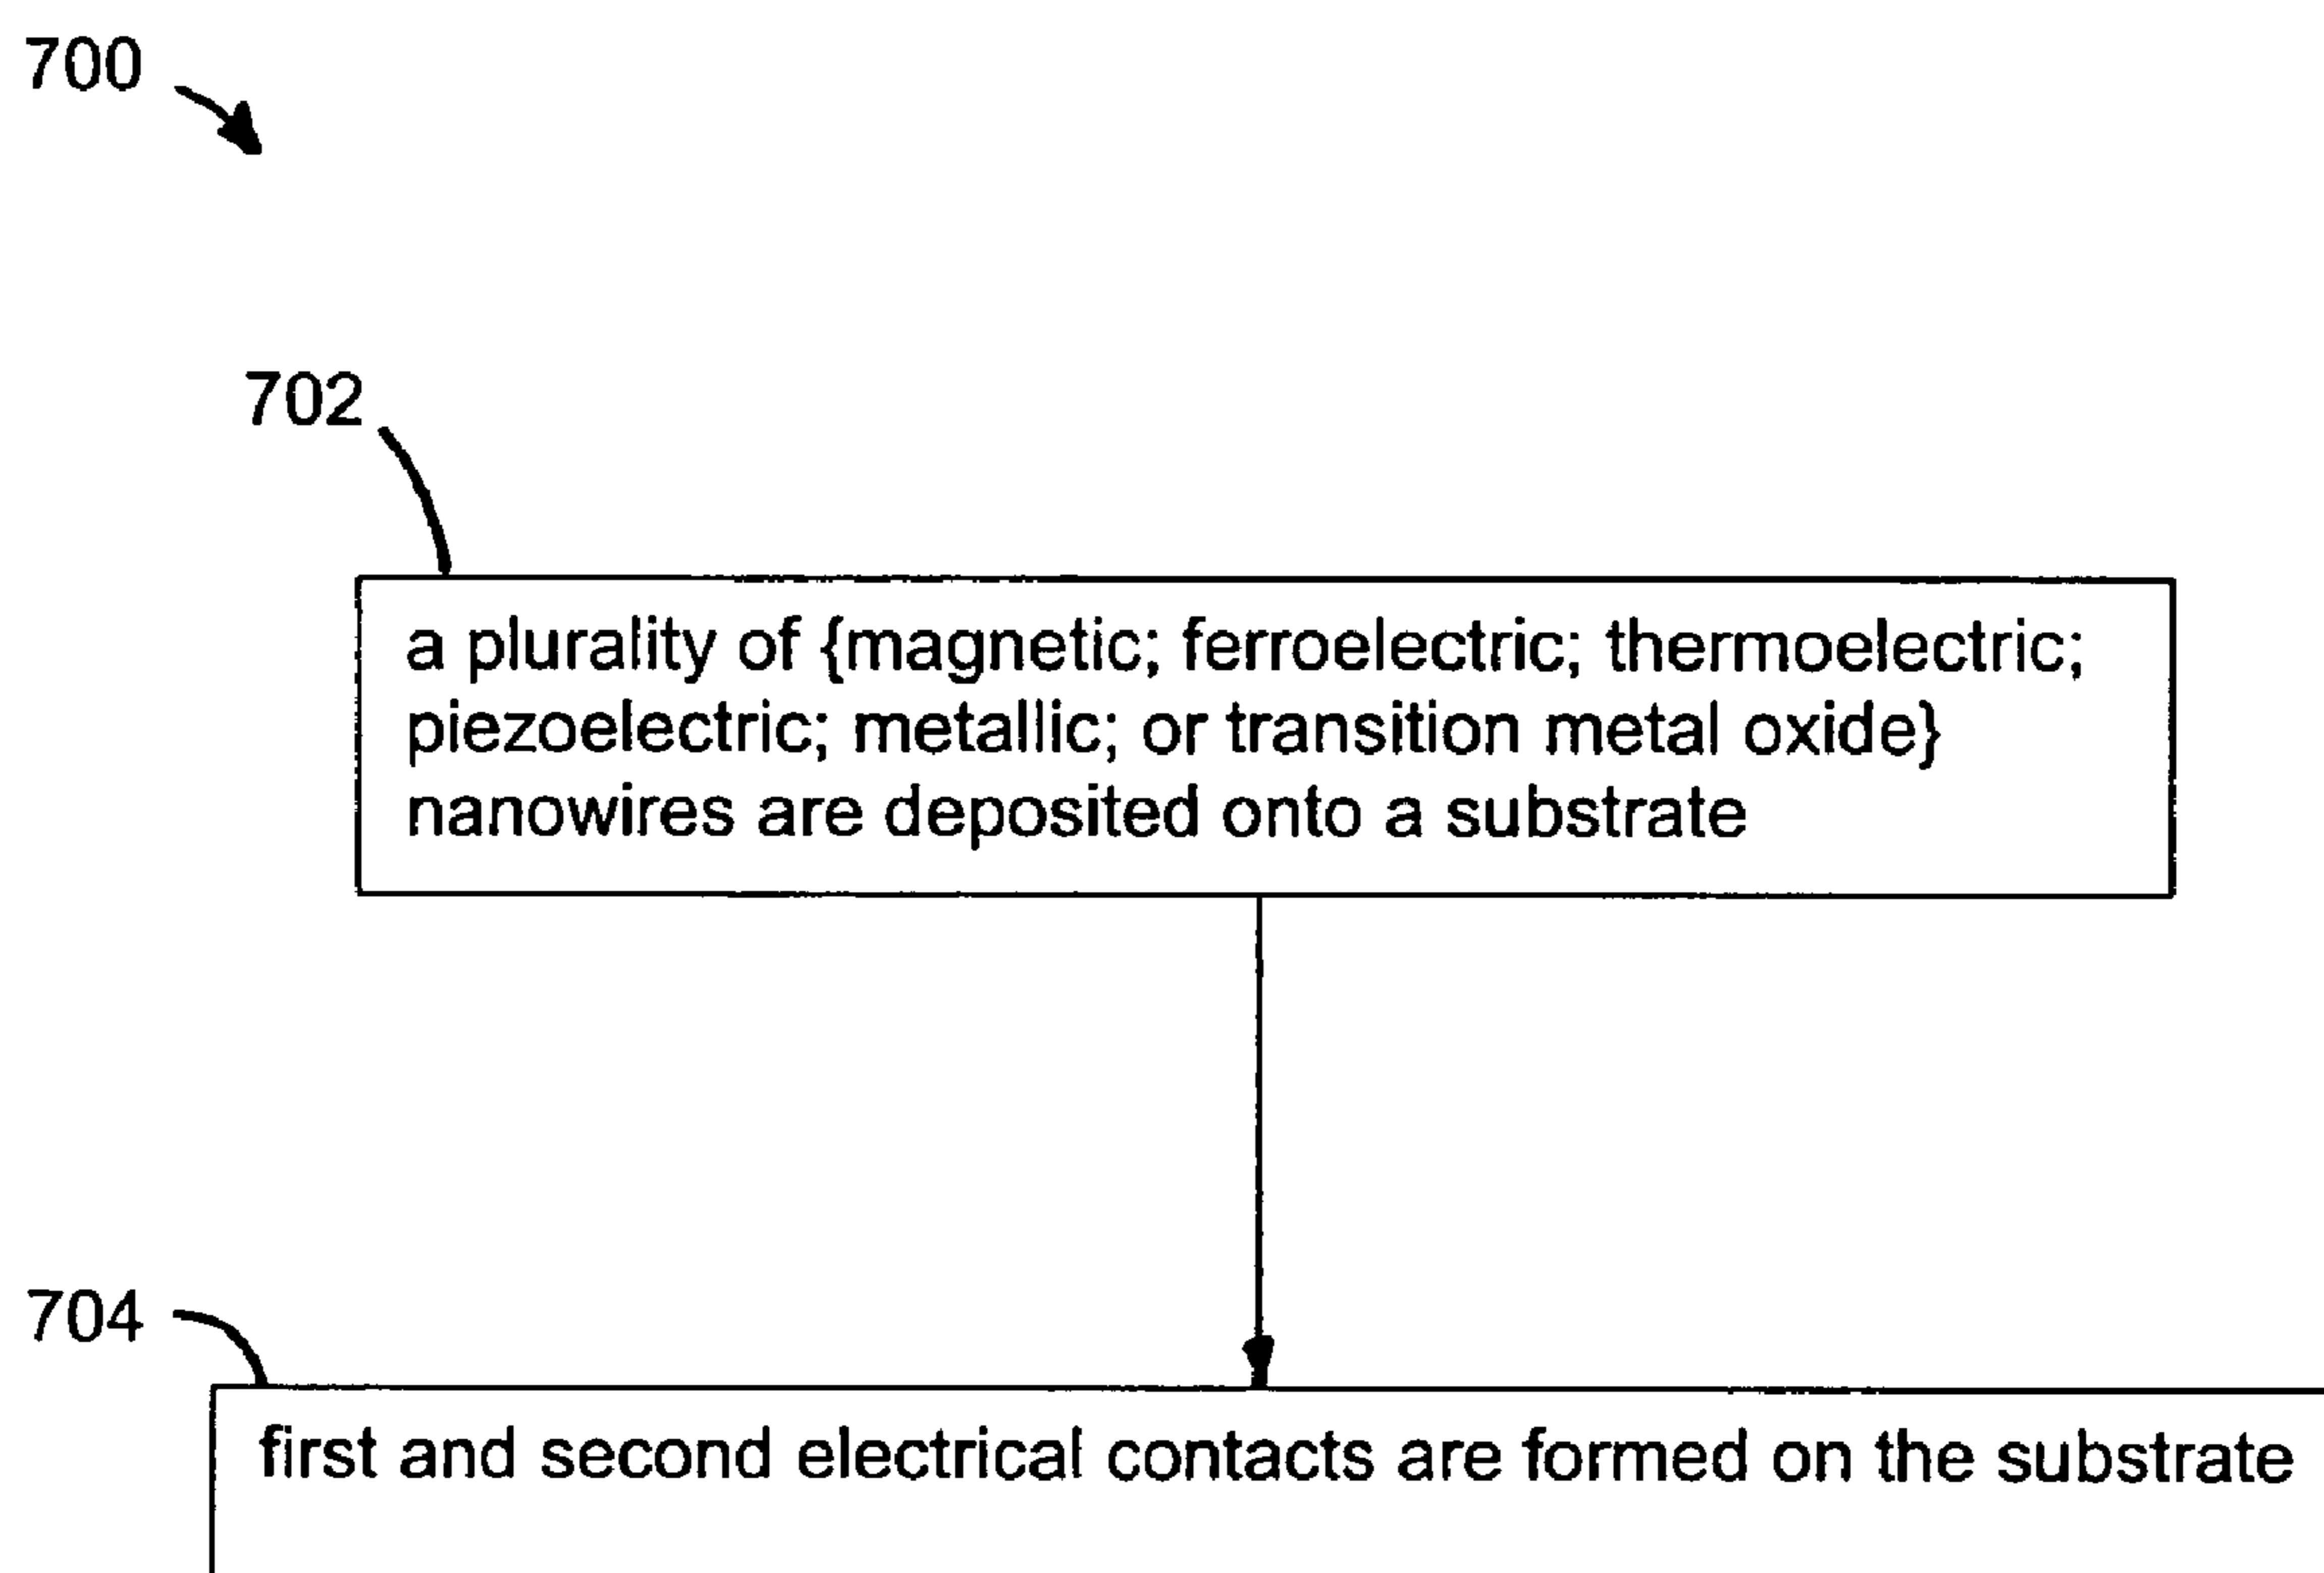 700
702
a plurality of {magnetic; ferroelectric; thermoelectric;
piezoelectric; metallic; or transition metal oxide}
nanowires are deposited onto a substrate
704
first and second electrical contacts are formed on the substrate